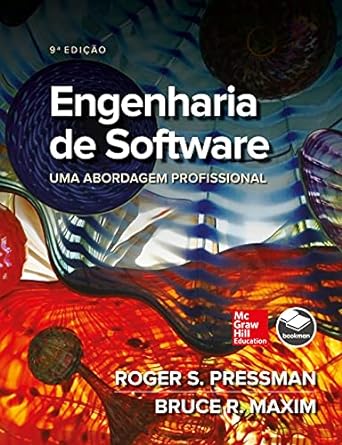 9ª EDIÇÃO
Engenharia
de Software
UMA ABORDAGEM PROFISSIONAL
Mc
Graw
Hill
Education
bookman
ROGER S. PRESSMAN
BRUCE R. MAXIM